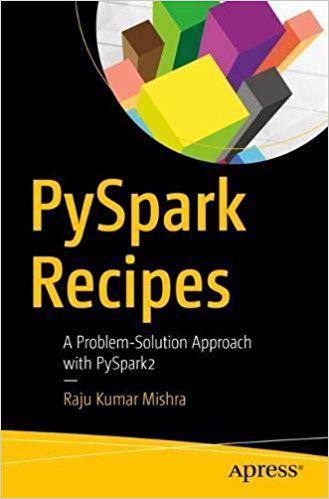 PySpark
Recipes
A Problem-Solution Approach
with PySpark2
Raju Kumar Mishra
Apress®